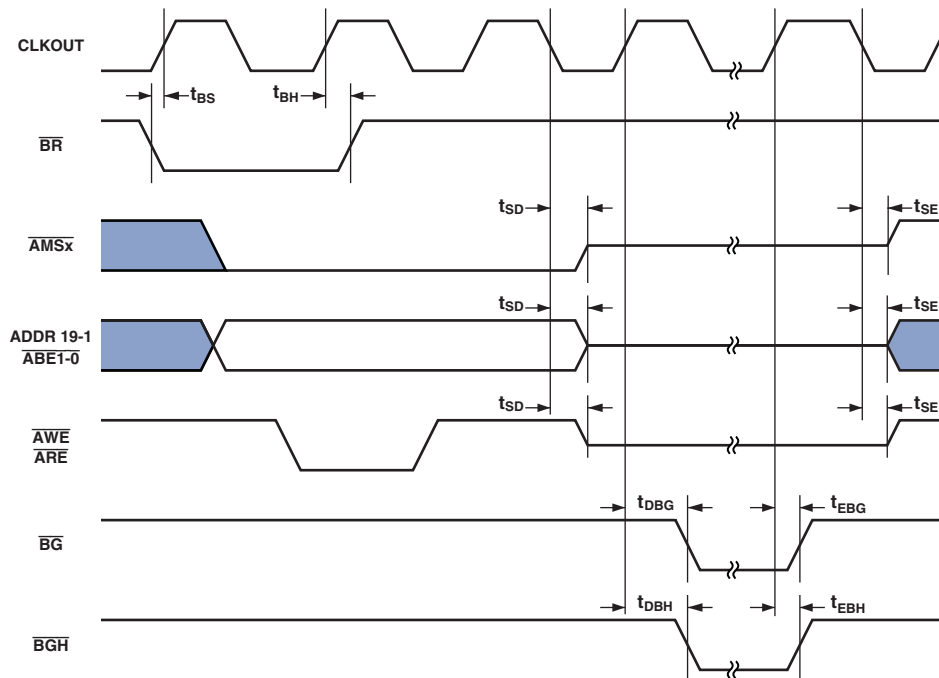 CLKOUT
tBS
tBH
BR
tSD
tSE
AMSx
tSD
tSE
ADDR 19-1
ABE1-0
tSD
tSE
AWE
ARE
tDBG
tEBG
BG
tDBH
tEBH
BGH